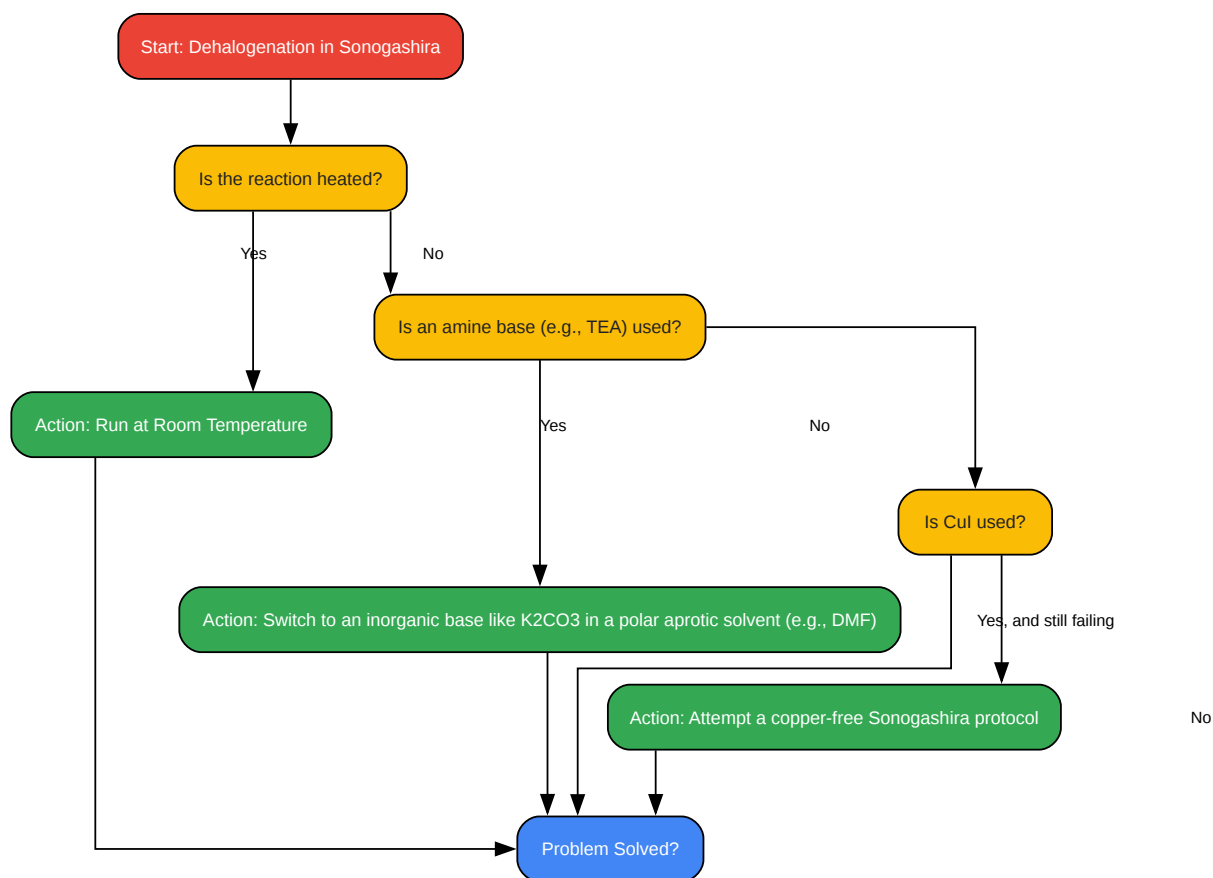 Start: Dehalogenation in Sonogashira
Is the reaction heated?
Yes
No
Is an amine base (e.g., TEA) used?
Action: Run at Room Temperature
Yes
No
Is CuI used?
Action: Switch to an inorganic base like K2CO3 in a polar aprotic solvent (e.g., DMF)
Yes, and still failing
Action: Attempt a copper-free Sonogashira protocol
No
Problem Solved?